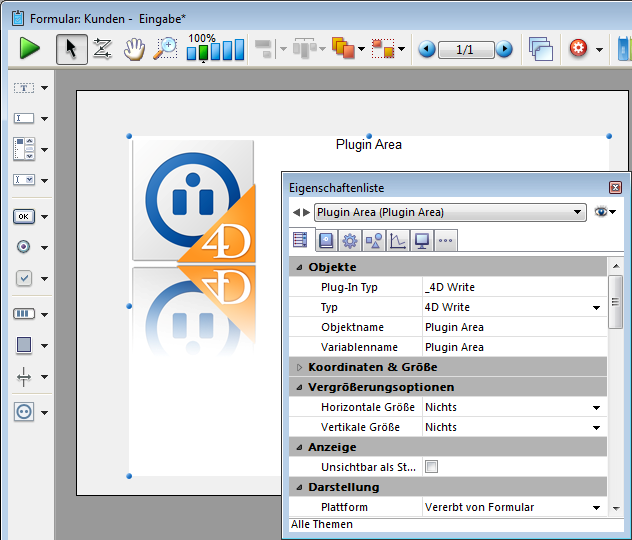 Formular: Kunden - Eingabe*
100%
1/1
T
OK
Plugin Area
4D
4D
Eigenschaftenliste
Plugin Area (Plugin Area)
Objekte
Plug-In Typ _4D Write
Typ 4D Write
Objektname Plugin Area
Variablenname Plugin Area
Koordinaten & Größe
Vergrößerungsoptionen
Horizontale Größe Nichts
Vertikale Größe Nichts
Anzeige
Unsichtbar als St...
Darstellung
Plattform Vererbt von Formular
Alle Themen